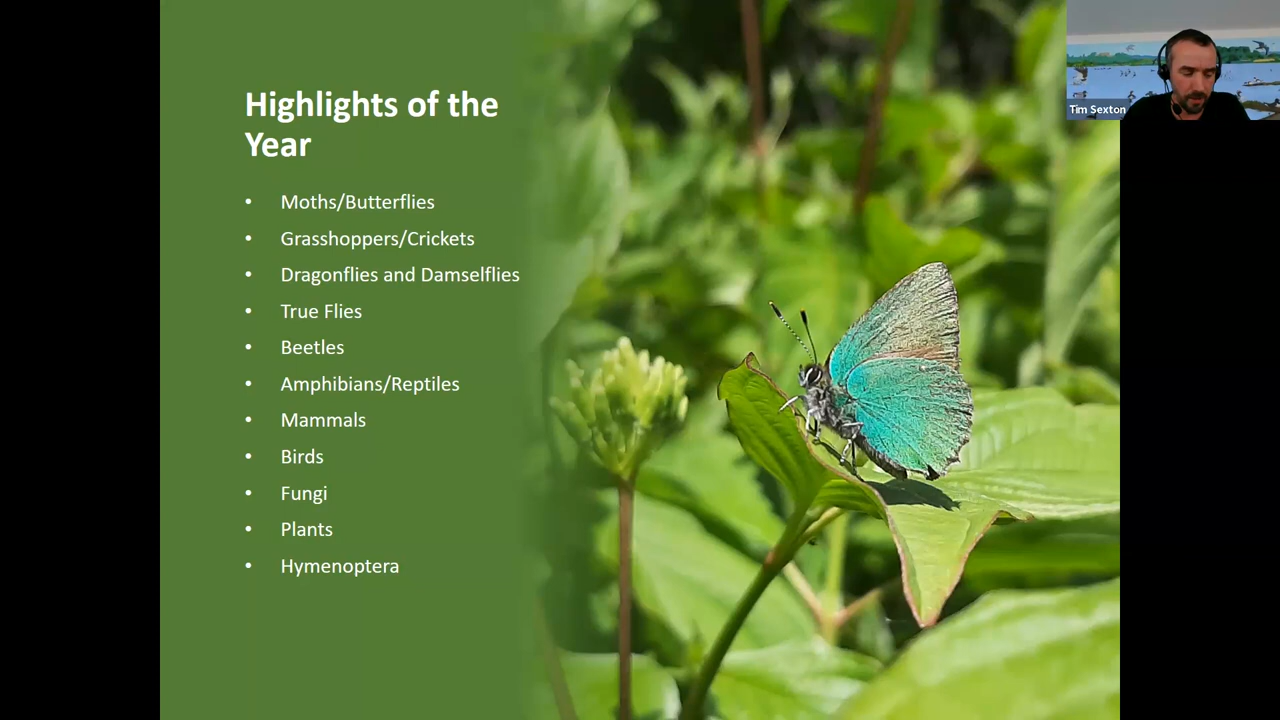 Highlights of the
Year
• Moths/Butterflies
• Grasshoppers/Crickets
• Dragonflies and Damselflies
• True Flies
• Beetles
• Amphibians/Reptiles
• Mammals
• Birds
• Fungi
• Plants
• Hymenoptera
Tim Sexton